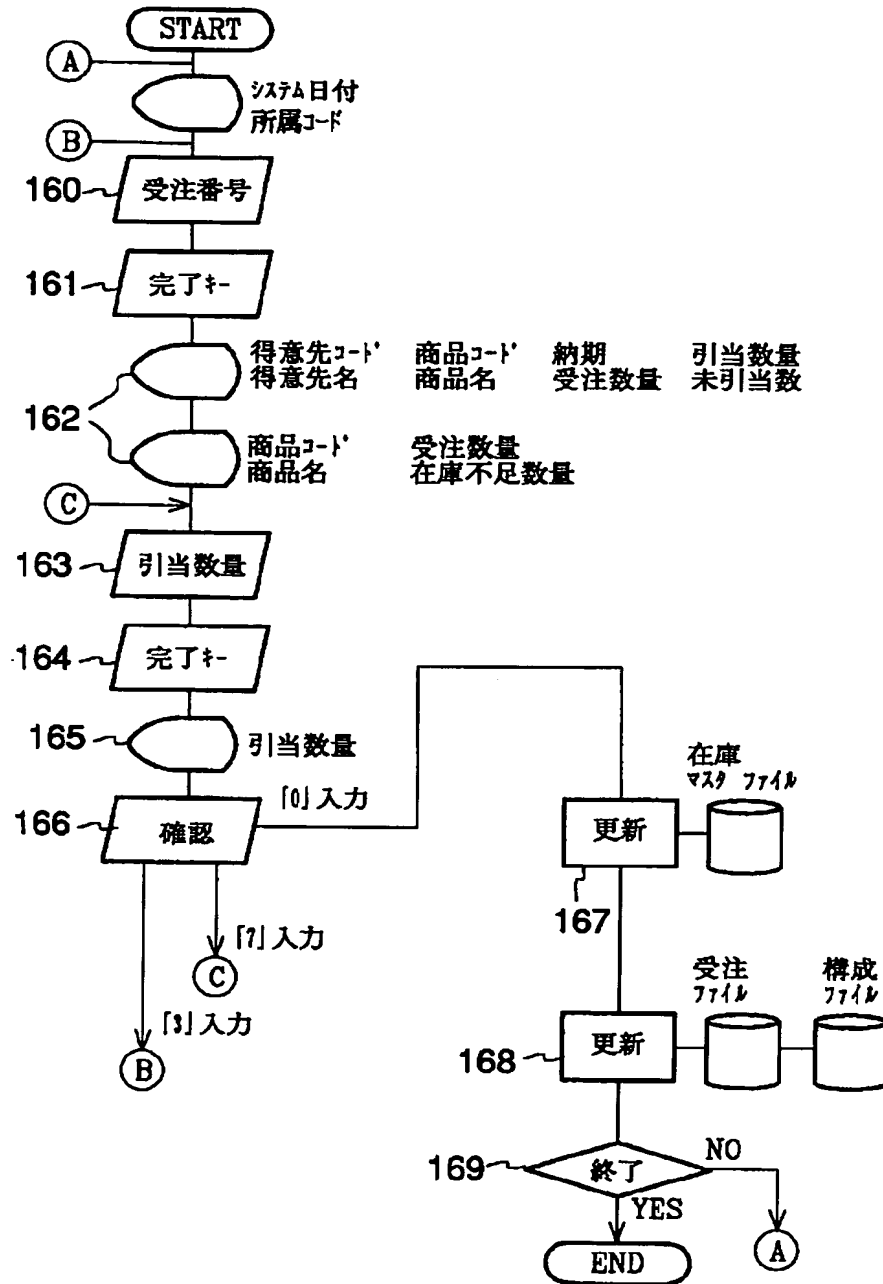 START
A
システム日付
所属コード
B
160
受注番号
161
完了キー
得意先コード 商品コード 納期 引当数量
得意先名 商品名 受注数量 未引当数
162
商品コード 受注数量
商品名 在庫不足数量
C
163
引当数量
164
完了キー
165
引当数量
166
確認
「0」入力
「7」入力
C
「3」入力
B
在庫
マスタ ファイル
更新
167
受注
ファイル
構成
ファイル
更新
168
169
終了
NO
YES
A
END